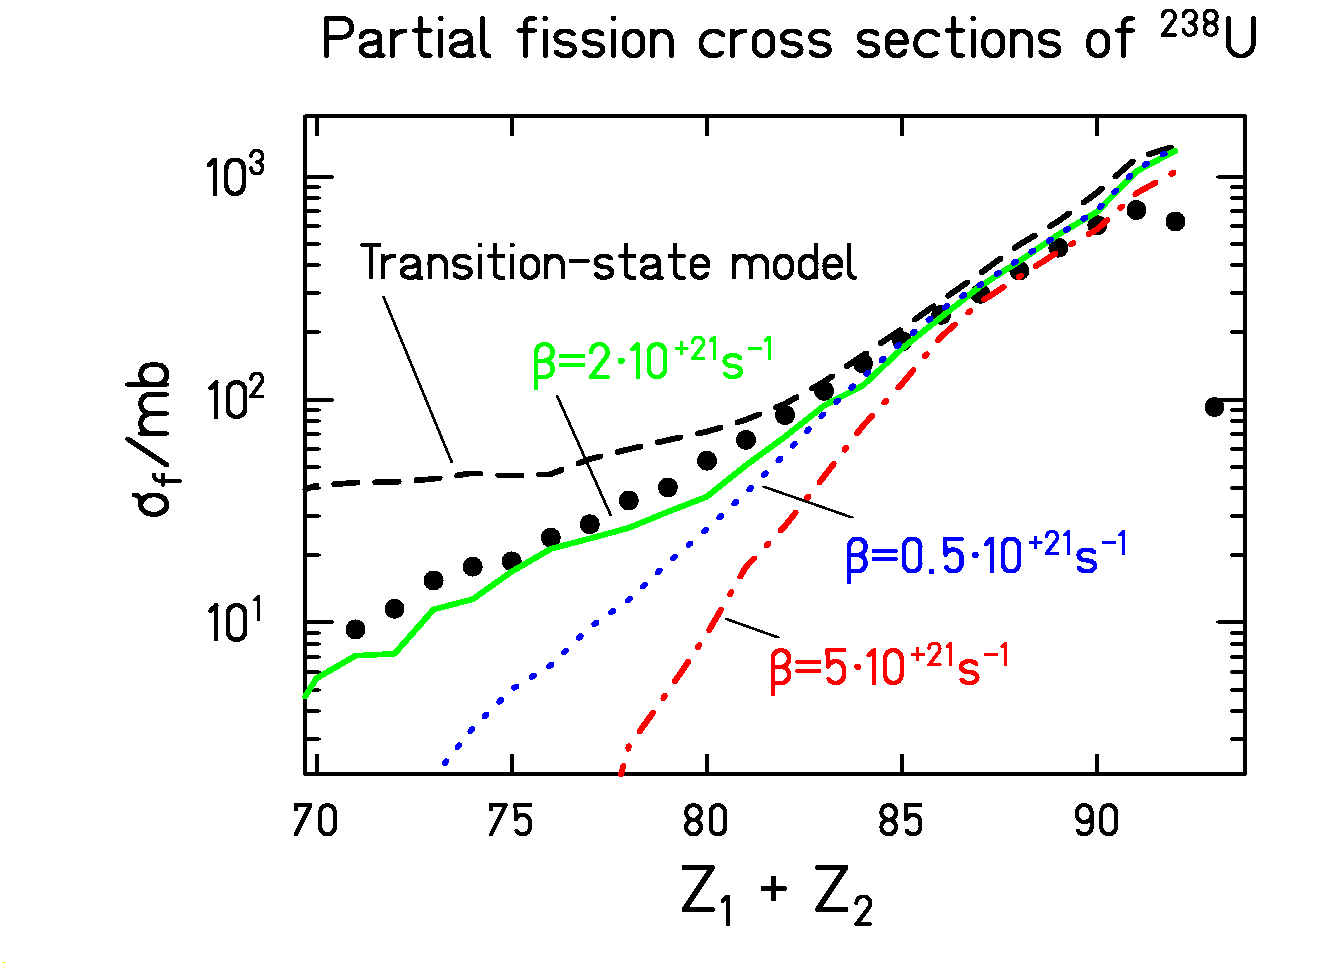 Partial fission cross sections of ²³⁸U
10³
Transition-state model
β=2·10⁺²¹s⁻¹
10²
σf/mb
β=0.5·10⁺²¹s⁻¹
10¹
β=5·10⁺²¹s⁻¹
70 75 80 85 90
Z₁ + Z₂